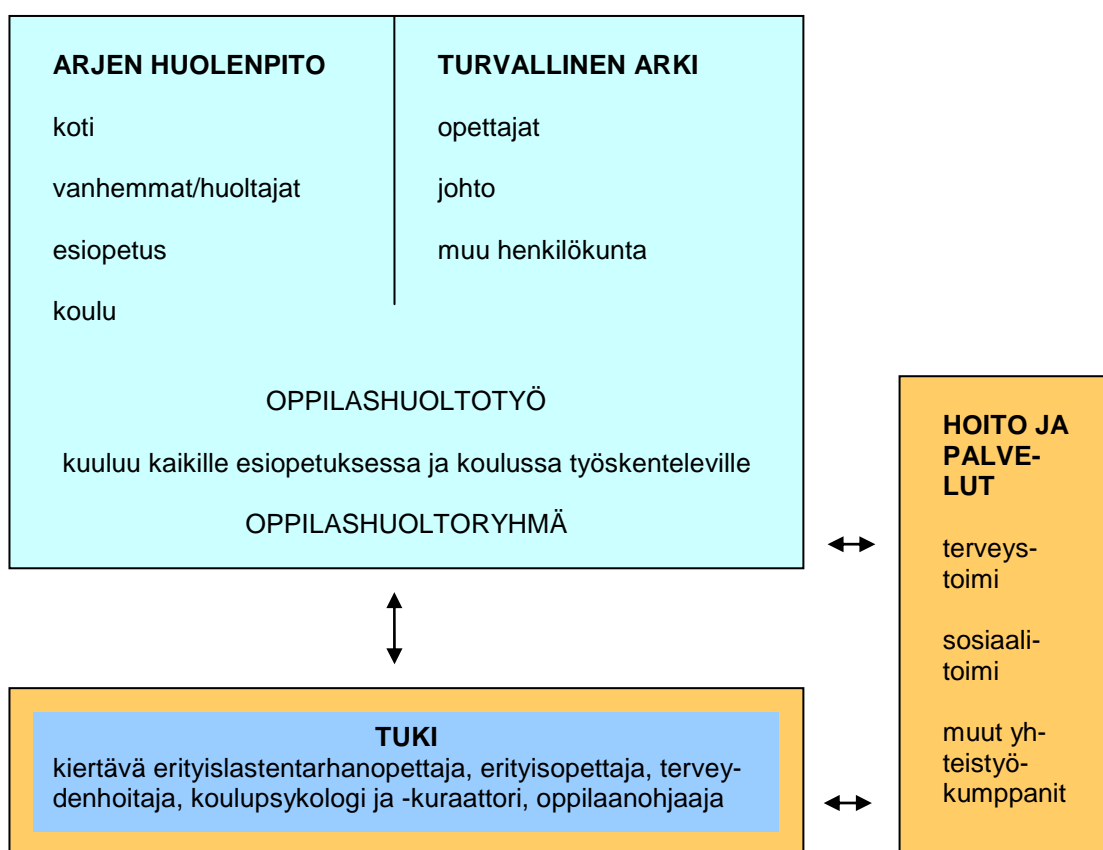 ARJEN HUOLENPITO
koti
vanhemmat/huoltajat
esiopetus
koulu
TURVALLINEN ARKI
opettajat
johto
muu henkilökunta
OPPILASHUOLTOTYÖ
kuuluu kaikille esiopetuksessa ja koulussa työskenteleville
OPPILASHUOLTORYHMÄ
HOITO JA
PALVE-
LUT
terveys-
toimi
sosiaali-
toimi
muut yh-
teistyö-
kumppanit
TUKI
kiertävä erityislastentarhanopettaja, erityisopettaja, tervey-
denhoitaja, koulupsykologi ja -kuraattori, oppilaanohjaaja